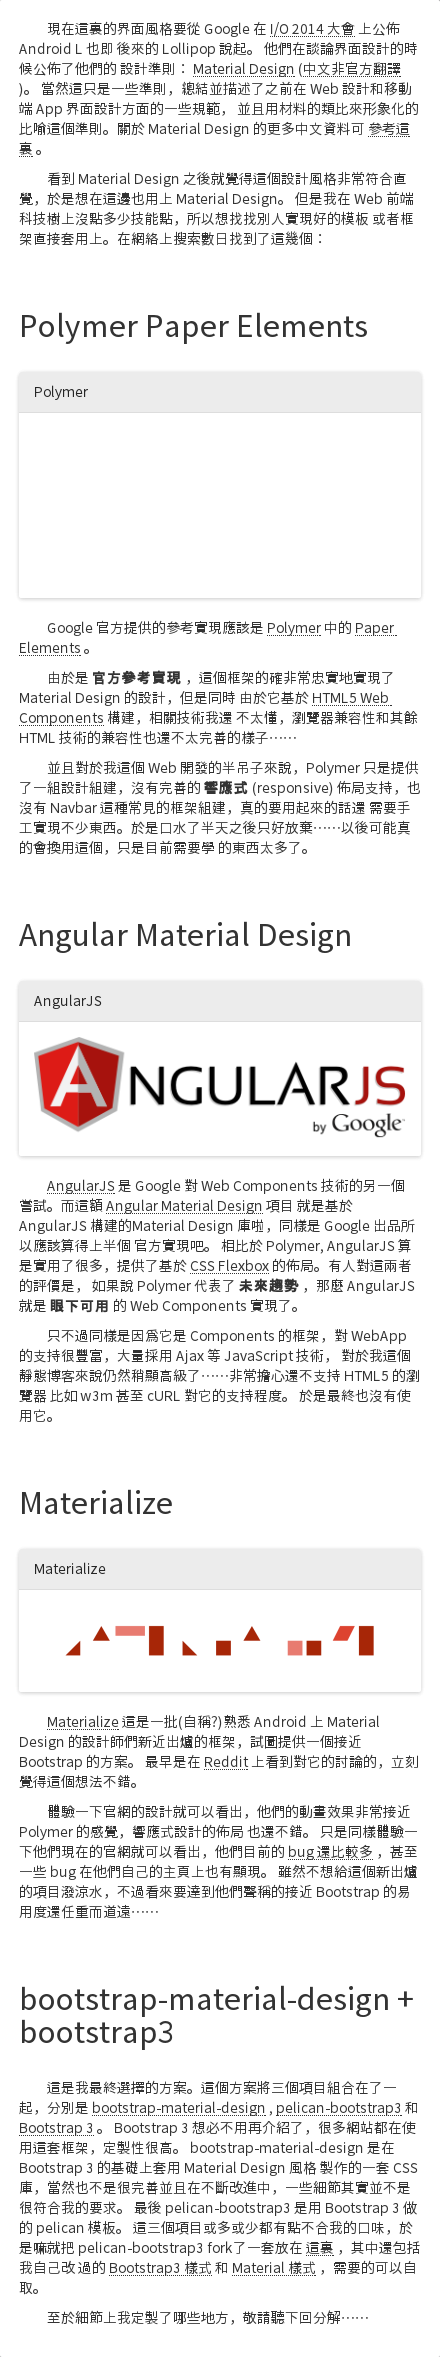 現在這裏的界面風格要從 Google 在 I/O 2014 大會 上公佈
Android L 也即 後來的 Lollipop 說起。 他們在談論界面設計的時
候公佈了他們的 設計準則： Material Design (中文非官方翻譯
)。 當然這只是一些準則，總結並描述了之前在 Web 設計和移動
端 App 界面設計方面的一些規範， 並且用材料的類比來形象化的
比喻這個準則。關於 Material Design 的更多中文資料可 參考這
裏 。
看到 Material Design 之後就覺得這個設計風格非常符合直
覺，於是想在這邊也用上 Material Design。 但是我在 Web 前端
科技樹上沒點多少技能點，所以想找找別人實現好的模板 或者框
架直接套用上。在網絡上搜索數日找到了這幾個：
Polymer Paper Elements
Polymer
Google 官方提供的參考實現應該是 Polymer 中的 Paper
Elements 。
由於是 官方參考實現 ，這個框架的確非常忠實地實現了
Material Design 的設計，但是同時 由於它基於 HTML5 Web
Components 構建，相關技術我還 不太懂，瀏覽器兼容性和其餘
HTML 技術的兼容性也還不太完善的樣子……
並且對於我這個 Web 開發的半吊子來說，Polymer 只是提供
了一組設計組建，沒有完善的 響應式 (responsive) 佈局支持，也
沒有 Navbar 這種常見的框架組建，真的要用起來的話還 需要手
工實現不少東西。於是口水了半天之後只好放棄……以後可能真
的會換用這個，只是目前需要學 的東西太多了。
Angular Material Design
AngularJS
ANGULARJS
by Google
AngularJS 是 Google 對 Web Components 技術的另一個
嘗試。而這額 Angular Material Design 項目 就是基於
AngularJS 構建的Material Design 庫啦，同樣是 Google 出品所
以應該算得上半個 官方實現吧。 相比於 Polymer, AngularJS 算
是實用了很多，提供了基於 CSS Flexbox 的佈局。有人對這兩者
的評價是， 如果說 Polymer 代表了 未來趨勢 ，那麼 AngularJS
就是 眼下可用 的 Web Components 實現了。
只不過同樣是因爲它是 Components 的框架，對 WebApp
的支持很豐富，大量採用 Ajax 等 JavaScript 技術， 對於我這個
靜態博客來說仍然稍顯高級了……非常擔心還不支持 HTML5 的瀏
覽器 比如 w3m 甚至 cURL 對它的支持程度。 於是最終也沒有使
用它。
Materialize
Materialize
Materialize 這是一批(自稱?)熟悉 Android 上 Material
Design 的設計師們新近出爐的框架，試圖提供一個接近
Bootstrap 的方案。 最早是在 Reddit 上看到對它的討論的，立刻
覺得這個想法不錯。
體驗一下官網的設計就可以看出，他們的動畫效果非常接近
Polymer 的感覺，響應式設計的佈局 也還不錯。 只是同樣體驗一
下他們現在的官網就可以看出，他們目前的 bug 還比較多 ，甚至
一些 bug 在他們自己的主頁上也有顯現。 雖然不想給這個新出爐
的項目潑涼水，不過看來要達到他們聲稱的接近 Bootstrap 的易
用度還任重而道遠……
bootstrap-material-design +
bootstrap3
這是我最終選擇的方案。這個方案將三個項目組合在了一
起，分別是 bootstrap-material-design , pelican-bootstrap3 和
Bootstrap 3 。 Bootstrap 3 想必不用再介紹了，很多網站都在使
用這套框架，定製性很高。 bootstrap-material-design 是在
Bootstrap 3 的基礎上套用 Material Design 風格 製作的一套 CSS
庫，當然也不是很完善並且在不斷改進中，一些細節其實並不是
很符合我的要求。 最後 pelican-bootstrap3 是用 Bootstrap 3 做
的 pelican 模板。 這三個項目或多或少都有點不合我的口味，於
是嘛就把 pelican-bootstrap3 fork了一套放在 這裏 ，其中還包括
我自己改過的 Bootstrap3 樣式 和 Material 樣式 ，需要的可以自
取。
至於細節上我定製了哪些地方，敬請聽下回分解……